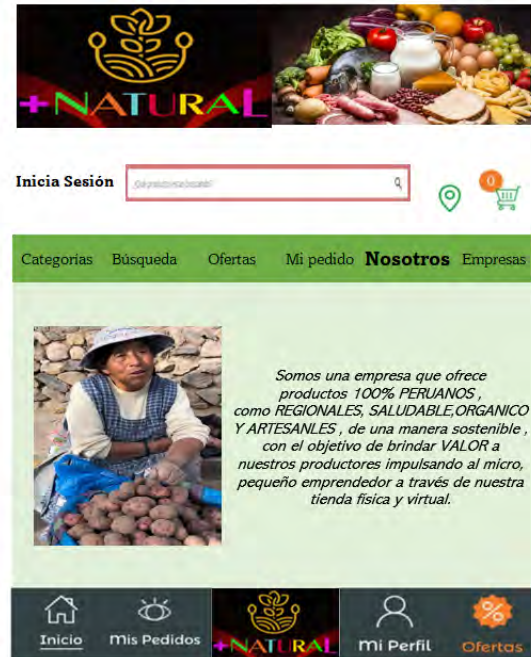 +NATURAL
Inicia Sesión
0
Categorias Búsqueda Ofertas Mi pedido Nosotros Empresas
Somos una empresa que ofrece
productos 100% PERUANOS ,
como REGIONALES, SALUDABLE,ORGANICO
Y ARTESANLES , de una manera sostenible ,
con el objetivo de brindar VALOR a
nuestros productores impulsando al micro,
pequeño emprendedor a través de nuestra
tienda física y virtual.
Inicio Mis Pedidos +NATURAL Mi Perfil Ofertas